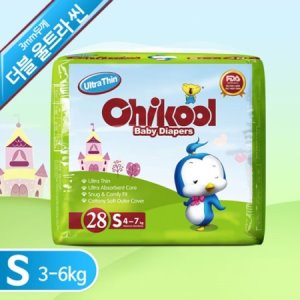 3mm두께
더블 울트라씬
Ultra Thin
Chikool
Baby Diapers
FDA
Ultra Thin
Ultra Absorbent Core
Snug & Comfy Fit
Cottony Soft Outer Cover
28 S 4~7kg
S 3-6kg